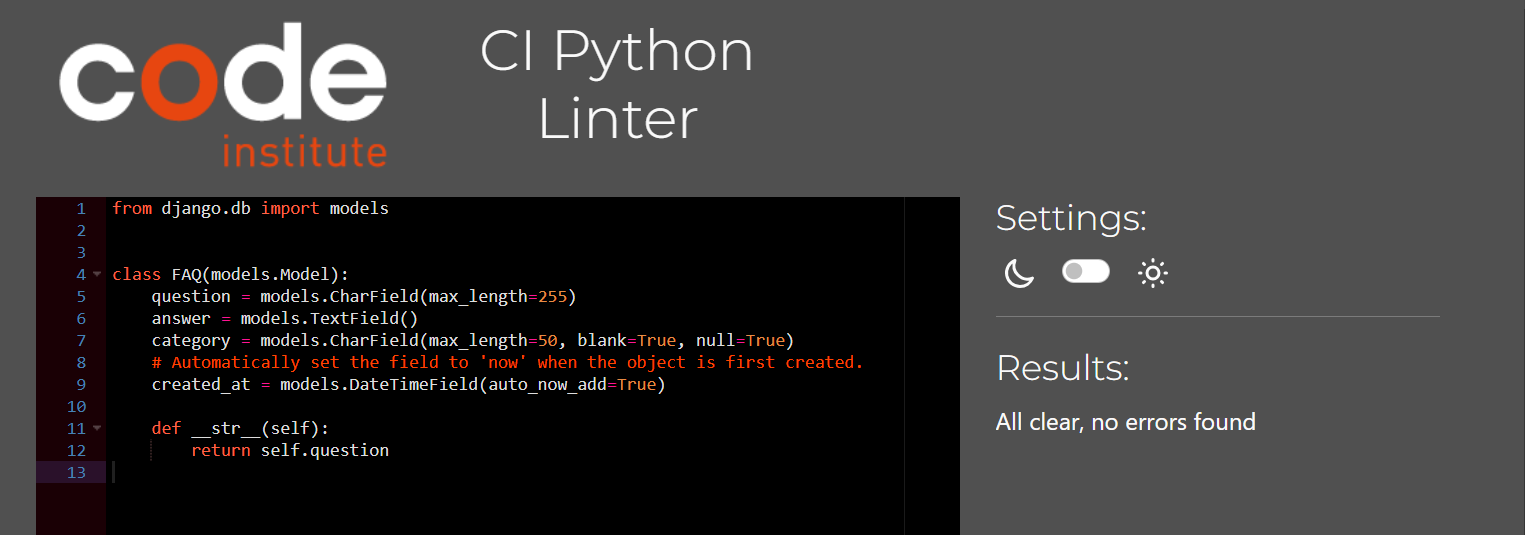 code
institute
CI Python
Linter
1 from django.db import models
2
3
4 class FAQ(models.Model):
5     question = models.CharField(max_length=255)
6     answer = models.TextField()
7     category = models.CharField(max_length=50, blank=True, null=True)
8     # Automatically set the field to 'now' when the object is first created.
9     created_at = models.DateTimeField(auto_now_add=True)
10
11     def __str__(self):
12         return self.question
13
Settings:
Results:
All clear, no errors found